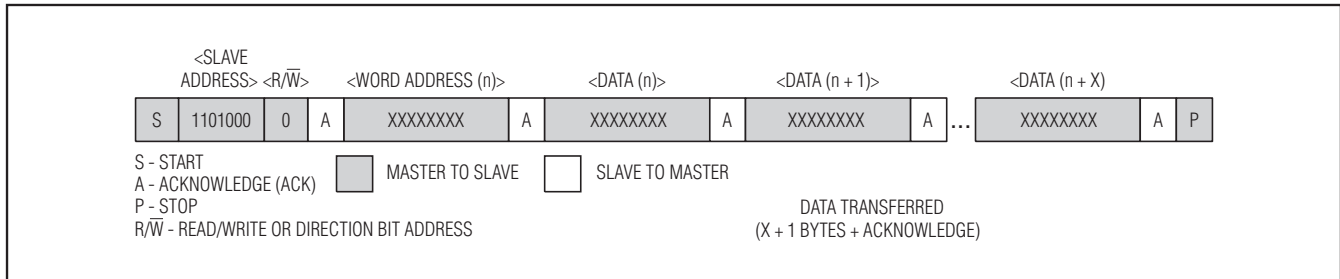 <SLAVE
ADDRESS> <R/W̅> <WORD ADDRESS (n)> <DATA (n)> <DATA (n + 1)> <DATA (n + X)
S 1101000 0 A XXXXXXXX A XXXXXXXX A XXXXXXXX A ... XXXXXXXX A P
S - START
A - ACKNOWLEDGE (ACK)
P - STOP
R/W̅ - READ/WRITE OR DIRECTION BIT ADDRESS
MASTER TO SLAVE
SLAVE TO MASTER
DATA TRANSFERRED
(X + 1 BYTES + ACKNOWLEDGE)